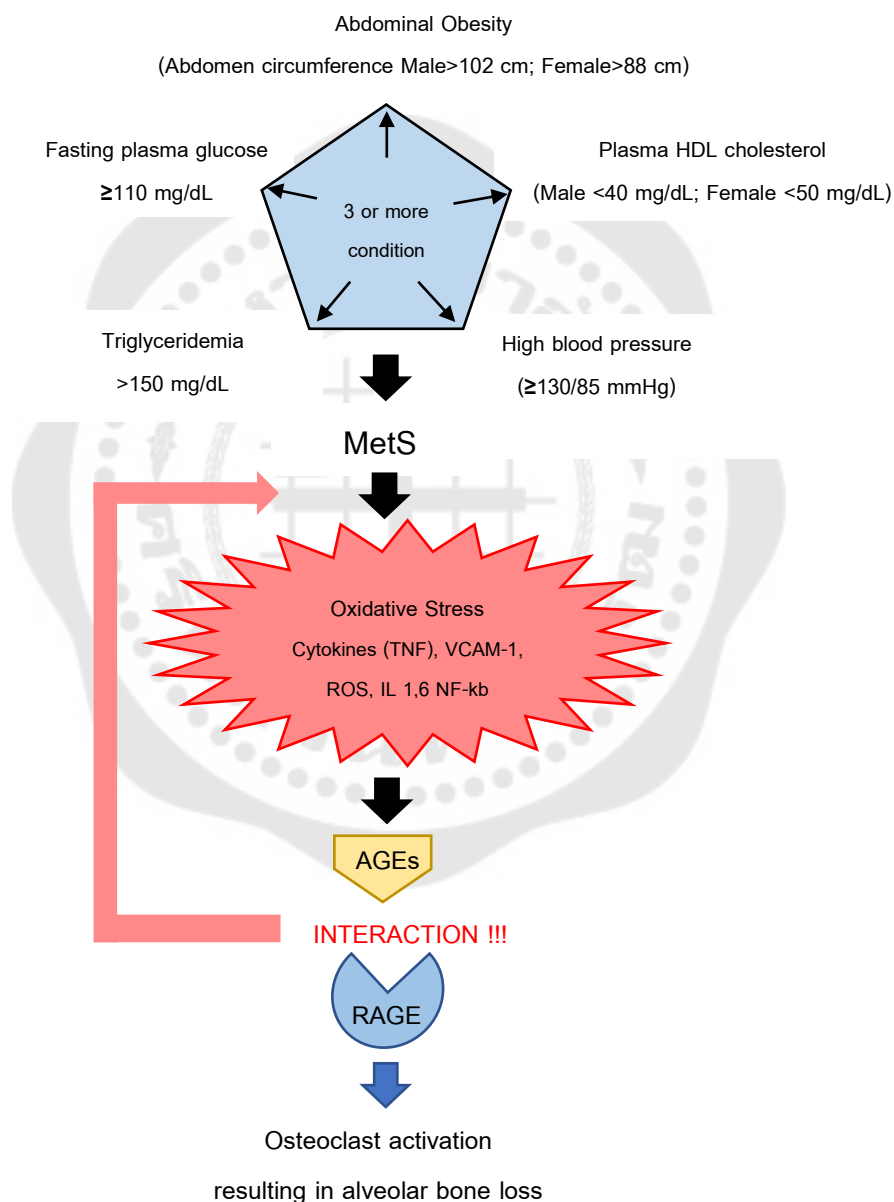 Abdominal Obesity
(Abdomen circumference Male>102 cm; Female>88 cm)
Fasting plasma glucose
≥110 mg/dL
Plasma HDL cholesterol
(Male <40 mg/dL; Female <50 mg/dL)
3 or more
condition
Triglyceridemia
>150 mg/dL
High blood pressure
(≥130/85 mmHg)
MetS
Oxidative Stress
Cytokines (TNF), VCAM-1,
ROS, IL 1,6 NF-kb
AGEs
INTERACTION !!!
RAGE
Osteoclast activation
resulting in alveolar bone loss